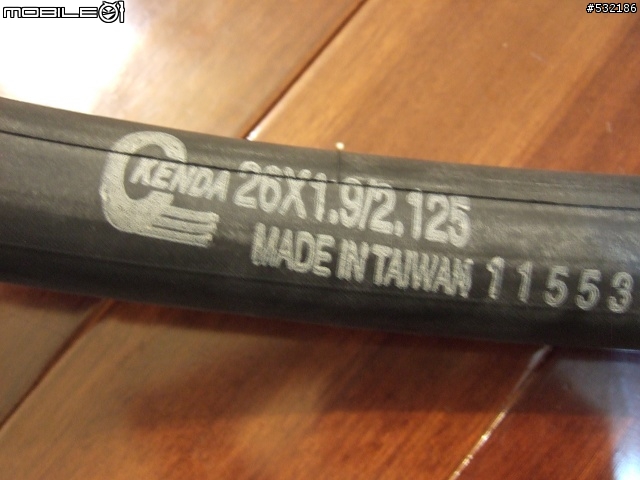 MOBILE01
#532186
KENDA 26X1.9/2.125
MADE IN TAIWAN 11553